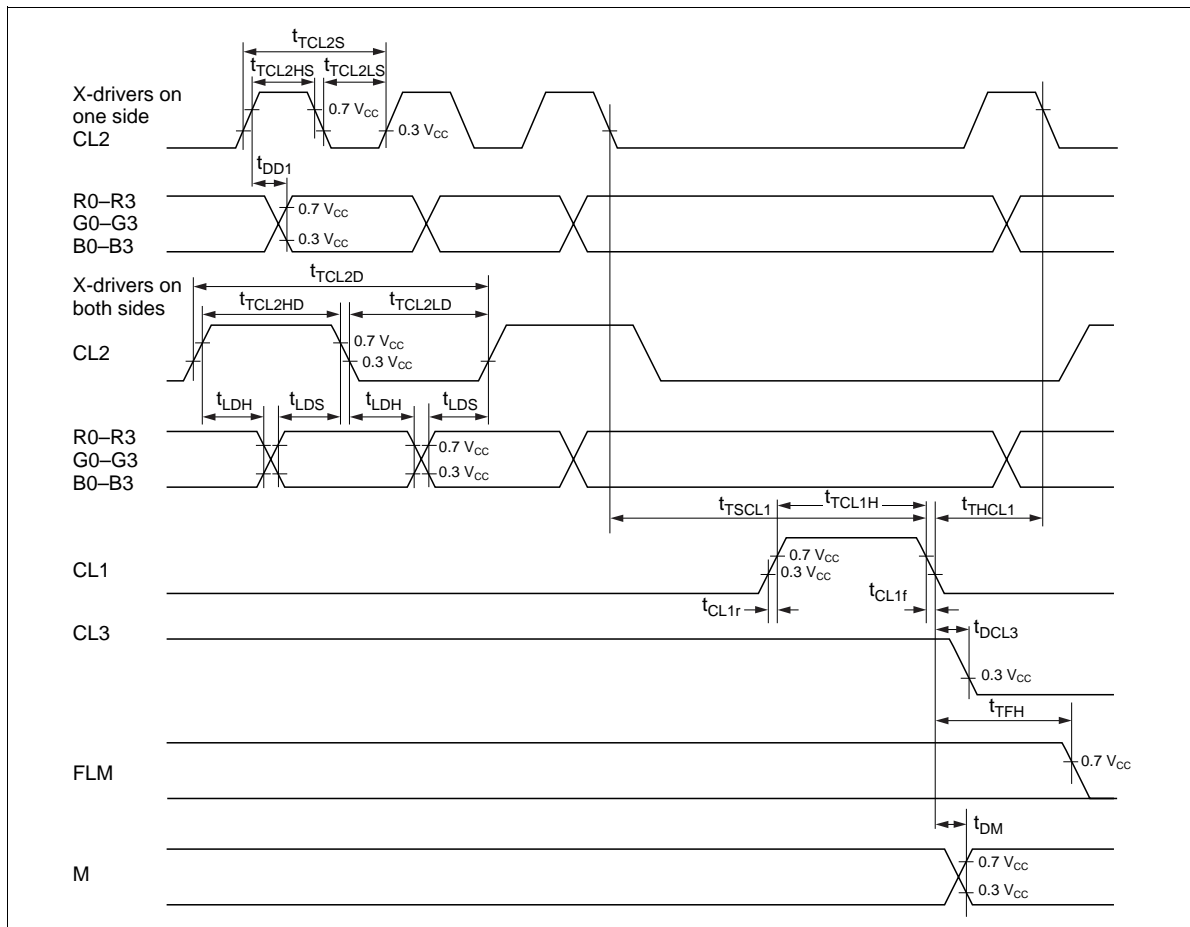 tTCL2S
tTCL2HS tTCL2LS
X-drivers on
one side
CL2
0.7 VCC
0.3 VCC
tDD1
R0–R3
G0–G3
B0–B3
0.7 VCC
0.3 VCC
X-drivers on
both sides
tTCL2D
tTCL2HD tTCL2LD
CL2
0.7 VCC
0.3 VCC
tLDH tLDS tLDH tLDS
R0–R3
G0–G3
B0–B3
0.7 VCC
0.3 VCC
tTSCL1 tTCL1H tTHCL1
CL1
0.7 VCC
0.3 VCC
tCL1r tCL1f
CL3
tDCL3
0.3 VCC
tTFH
FLM
0.7 VCC
tDM
M
0.7 VCC
0.3 VCC